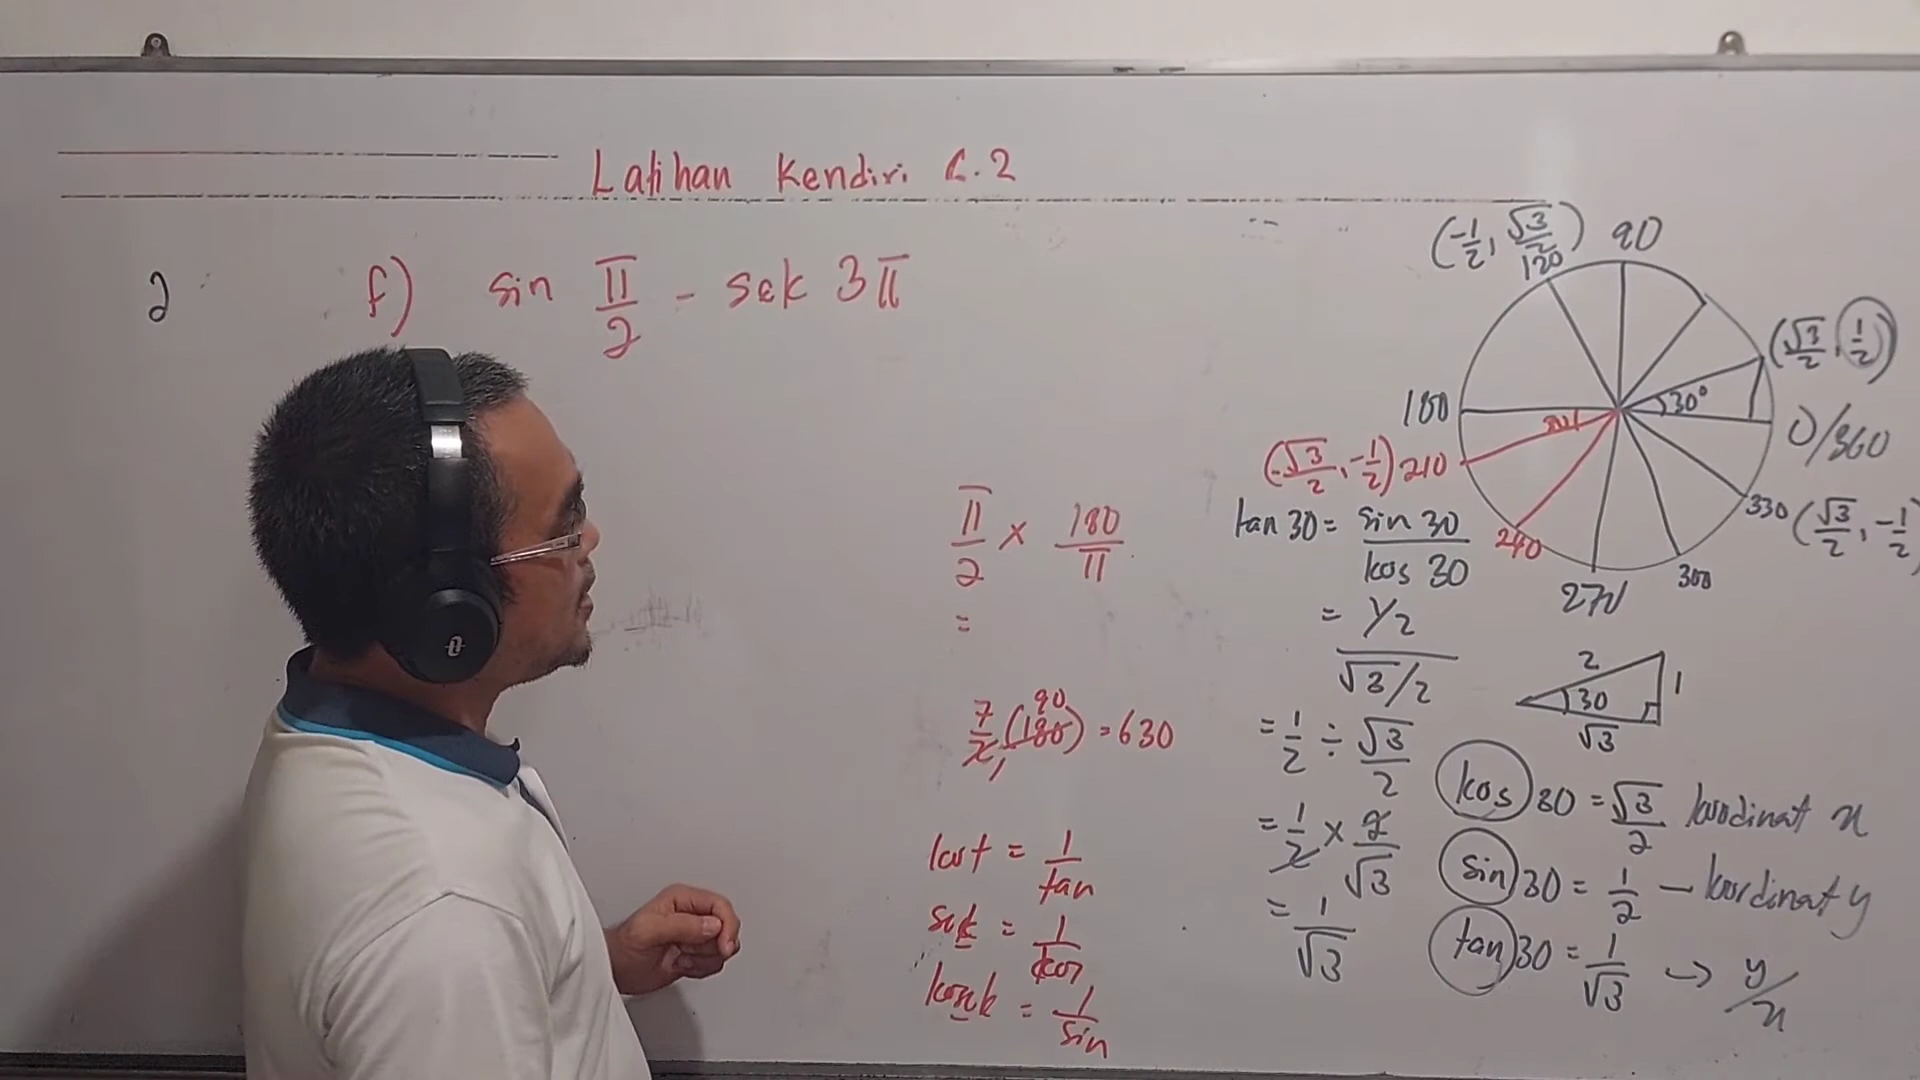 Latihan Kendiri 6.2
2 f) sin π/2 - sek 3π
π/2 × 180/π
=
7/2 (180) = 630
90
1
kot = 1/tan
sek = 1/kos
kosek = 1/sin
(-1/2, √3/2)
120
90
(√3/2, 1/2)
30°
180
0/360
(-√3/2, -1/2) 210
240
270
300
330 (√3/2, -1/2)
tan 30 = sin 30/kos 30
= 1/2 / √3/2
= 1/2 ÷ √3/2
= 1/2 × 2/√3
= 1/√3
2
30
1
√3
kos 30 = √3/2 koordinat x
sin 30 = 1/2 — koordinat y
tan 30 = 1/√3 → y/x